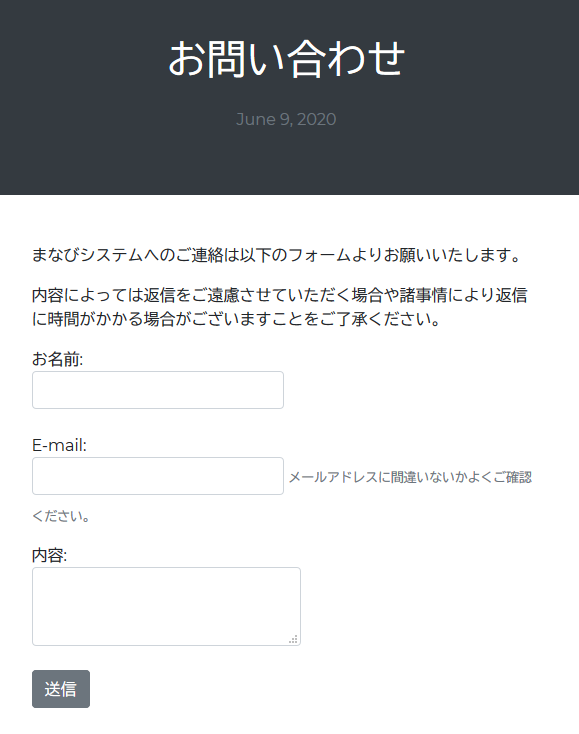 お問い合わせ
June 9, 2020
まなびシステムへのご連絡は以下のフォームよりお願いいたします。
内容によっては返信をご遠慮させていただく場合や諸事情により返信
に時間がかかる場合がございますことをご了承ください。
お名前:
E-mail:
メールアドレスに間違いないかよくご確認
ください。
内容:
送信